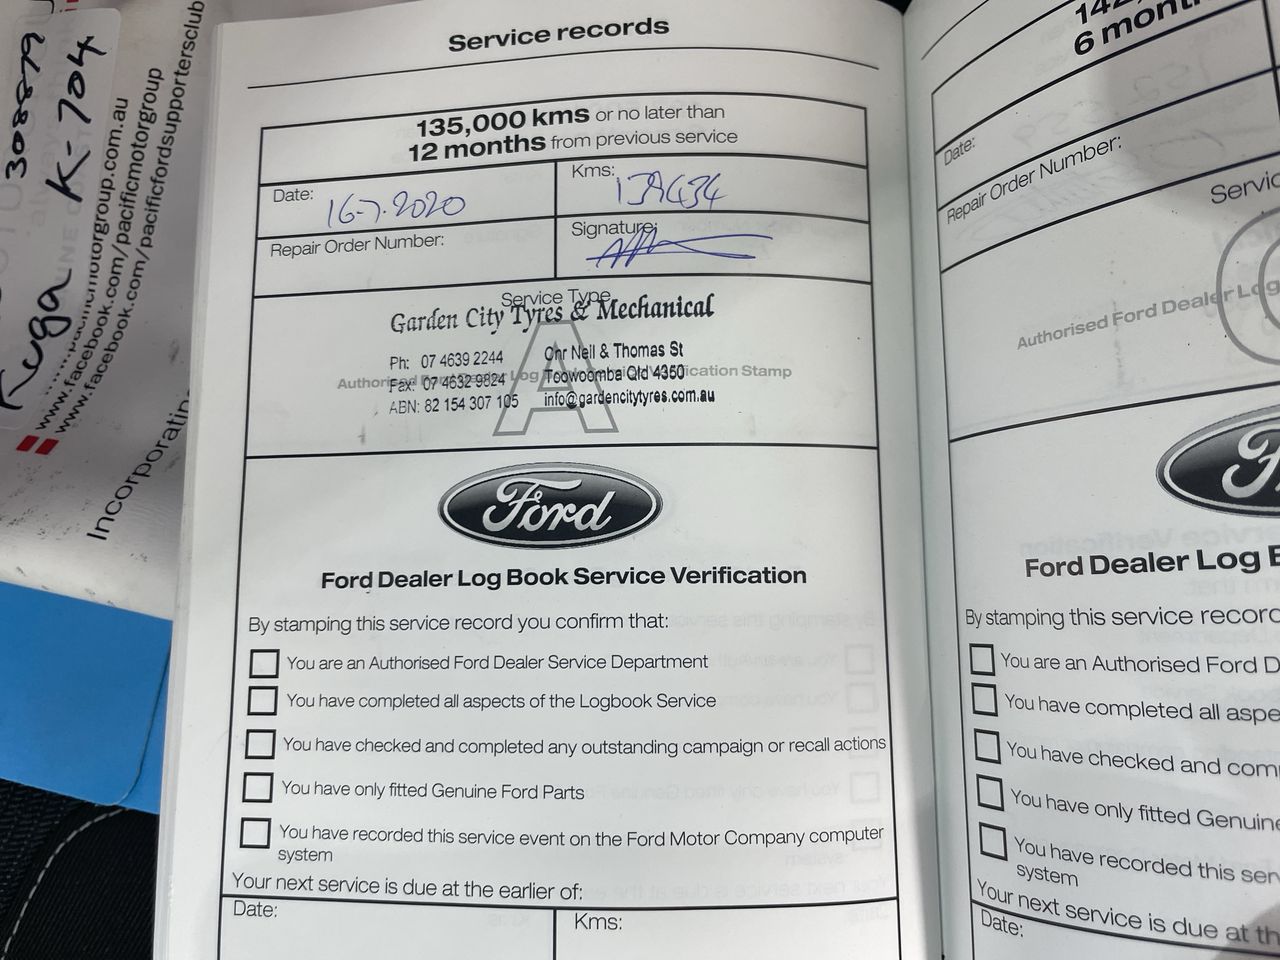 3088879
Kuga K-704
www.facebook.com/pacificmotorgroup
www.facebook.com/pacificfordsupportersclub
Incorporating
Service records
135,000 kms or no later than
12 months from previous service
Date: 16-7.2020
Kms: 139434
Repair Order Number:
Signature:
Service Type
Garden City Tyres & Mechanical
Ph: 07 4639 2244
Cnr Neil & Thomas St
Fax: 07 4632 9824
Toowoomba Qld 4350
ABN: 82 154 307 105
info@gardencitytyres.com.au
A
Ford
Ford Dealer Log Book Service Verification
By stamping this service record you confirm that:
You are an Authorised Ford Dealer Service Department
You have completed all aspects of the Logbook Service
You have checked and completed any outstanding campaign or recall actions
You have only fitted Genuine Ford Parts
You have recorded this service event on the Ford Motor Company computer
system
Your next service is due at the earlier of:
Date:
Kms:
6 month
Date:
Repair Order Number:
Authorised Ford Dealer Log
Ford Dealer Log
By stamping this service record
You are an Authorised Ford
You have completed all
You have checked and
You have only fitted Genuine
You have recorded this
system
Your next service is due at
Date: